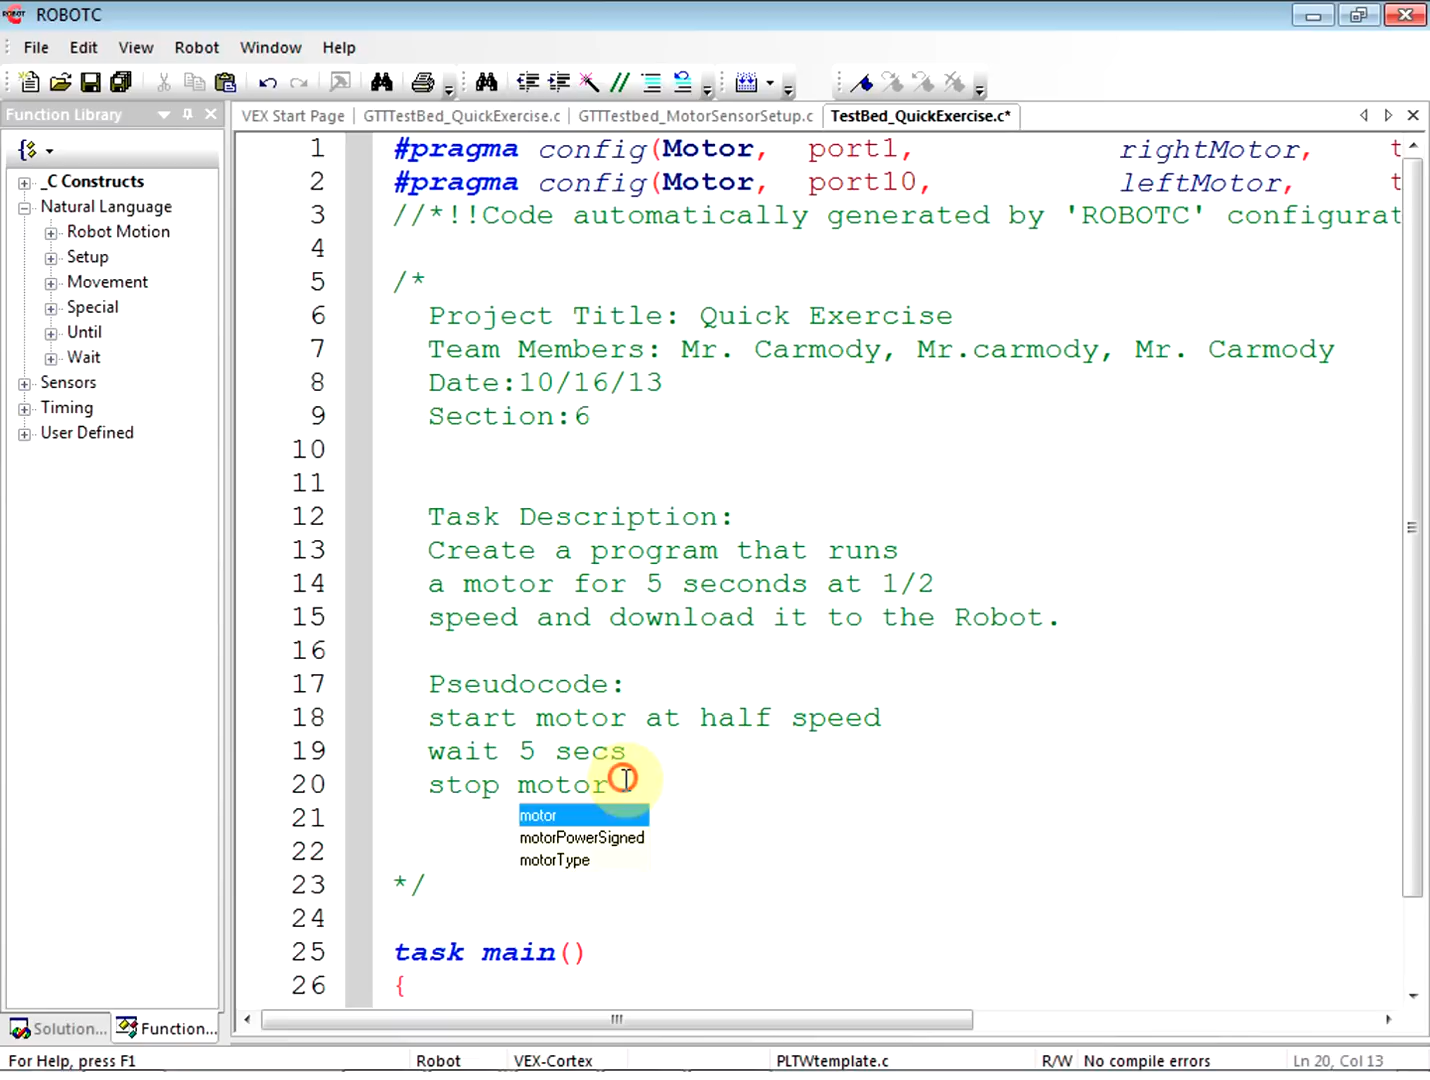 ROBOTC
File Edit View Robot Window Help
Function Library
VEX Start Page GTTTestBed_QuickExercise.c GTTTestbed_MotorSensorSetup.c TestBed_QuickExercise.c*
_C Constructs
Natural Language
Robot Motion
Setup
Movement
Special
Until
Wait
Sensors
Timing
User Defined
1 #pragma config(Motor, port1, rightMotor, t
2 #pragma config(Motor, port10, leftMotor, t
3 //*!!Code automatically generated by 'ROBOTC' configurat
4
5 /*
6 Project Title: Quick Exercise
7 Team Members: Mr. Carmody, Mr.carmody, Mr. Carmody
8 Date:10/16/13
9 Section:6
10
11
12 Task Description:
13 Create a program that runs
14 a motor for 5 seconds at 1/2
15 speed and download it to the Robot.
16
17 Pseudocode:
18 start motor at half speed
19 wait 5 secs
20 stop motor
21
22
23 */
24
25 task main()
26 {
motor
motorPowerSigned
motorType
Solution... Function...
For Help, press F1 Robot VEX-Cortex PLTWtemplate.c R/W No compile errors Ln 20, Col 13